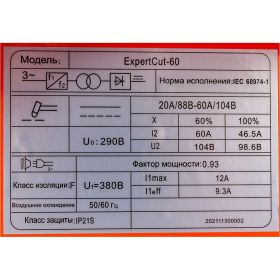 Модель: ExpertCut-60
3~ f₁ f₂ Норма исполнения: IEC 60974-1
20A/88B-60A/104B
X 60% 100%
I2 60A 46.5A
U₀: 290B U2 104B 98.6B
Фактор мощности: 0.93
Класс изоляции: F U₁=380B I1max 12A
Воздушное охлаждение 50/60 Гц I1eff 9.3A
Класс защиты: IP21S 202111300002